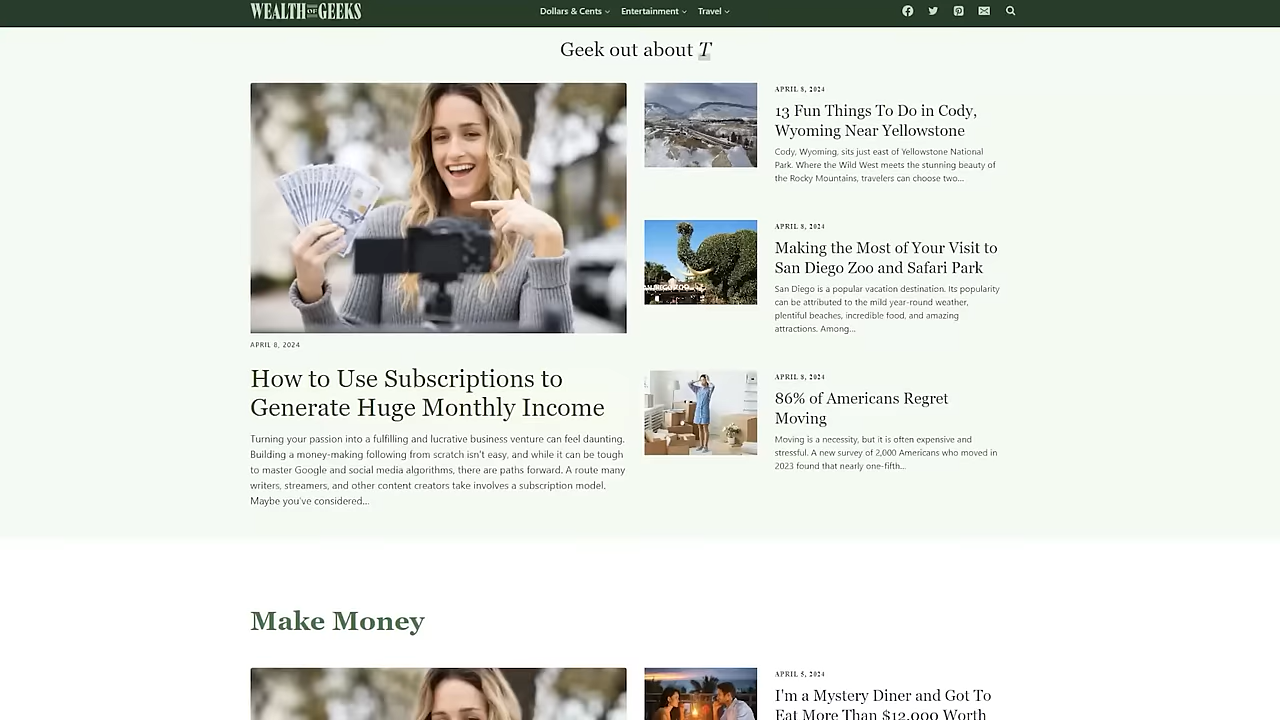 WEALTH OF GEEKS
Dollars & Cents
Entertainment
Travel
Geek out about T
APRIL 8, 2024
How to Use Subscriptions to
Generate Huge Monthly Income
Turning your passion into a fulfilling and lucrative business venture can feel daunting.
Building a money-making following from scratch isn't easy, and while it can be tough
to master Google and social media algorithms, there are paths forward. A route many
writers, streamers, and other content creators take involves a subscription model.
Maybe you've considered...
APRIL 8, 2024
13 Fun Things To Do in Cody,
Wyoming Near Yellowstone
Cody, Wyoming, sits just east of Yellowstone National
Park. Where the Wild West meets the stunning beauty of
the Rocky Mountains, travelers can choose two...
APRIL 8, 2024
Making the Most of Your Visit to
San Diego Zoo and Safari Park
San Diego is a popular vacation destination. Its popularity
can be attributed to the mild year-round weather,
plentiful beaches, incredible food, and amazing
attractions. Among...
APRIL 8, 2024
86% of Americans Regret
Moving
Moving is a necessity, but it is often expensive and
stressful. A new survey of 2,000 Americans who moved in
2023 found that nearly one-fifth...
Make Money
APRIL 5, 2024
I'm a Mystery Diner and Got To
Eat More Than $12,000 Worth